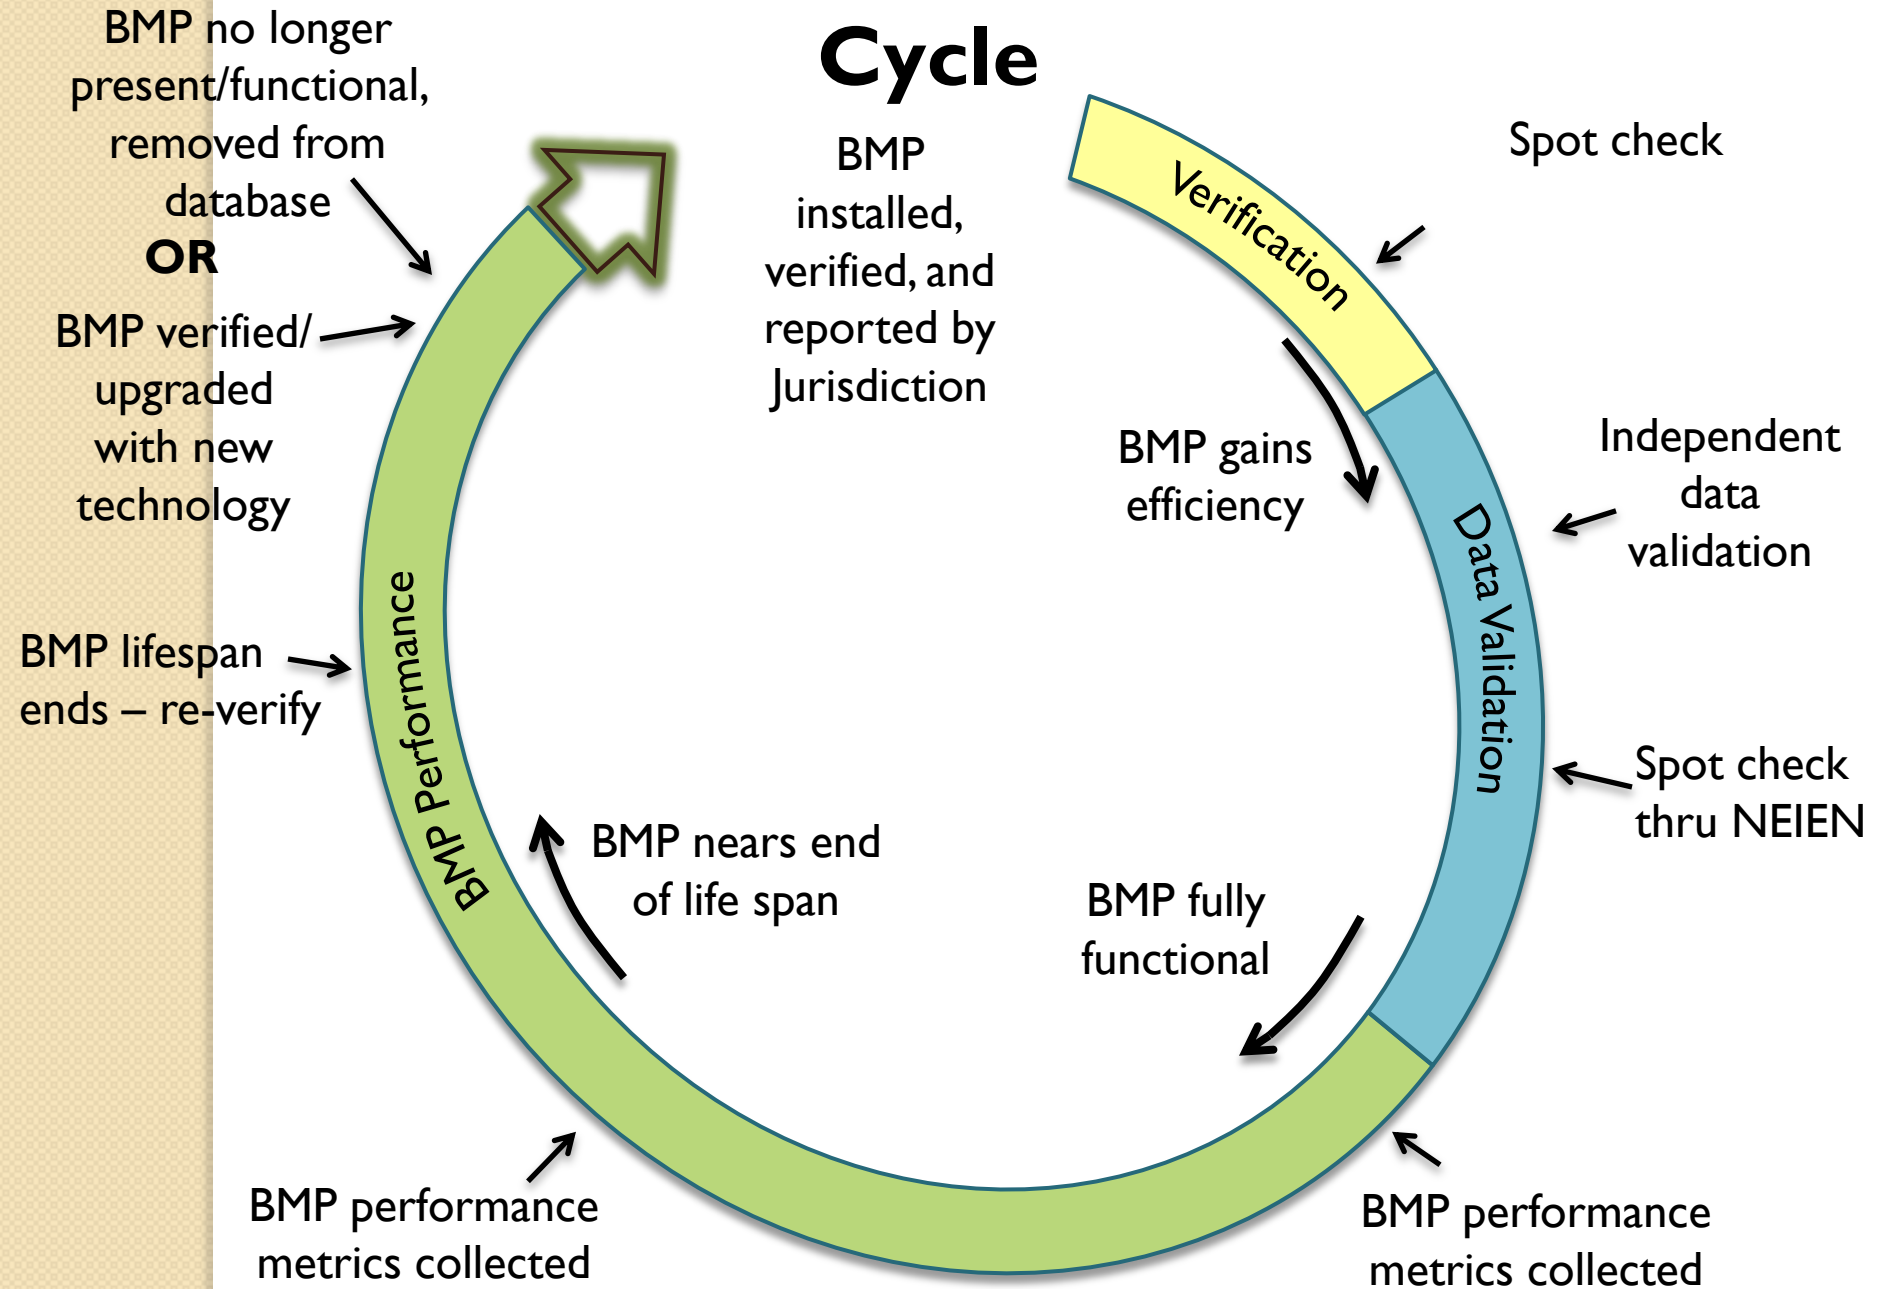 Cycle
BMP no longer
present/functional,
removed from
database
OR
BMP verified/
upgraded
with new
technology
BMP lifespan
ends – re-verify
BMP
installed,
verified, and
reported by
Jurisdiction
Verification
Spot check
BMP gains
efficiency
Independent
data
validation
Data Validation
Spot check
thru NEIEN
BMP fully
functional
BMP performance
metrics collected
BMP performance
metrics collected
BMP nears end
of life span
BMP Performance